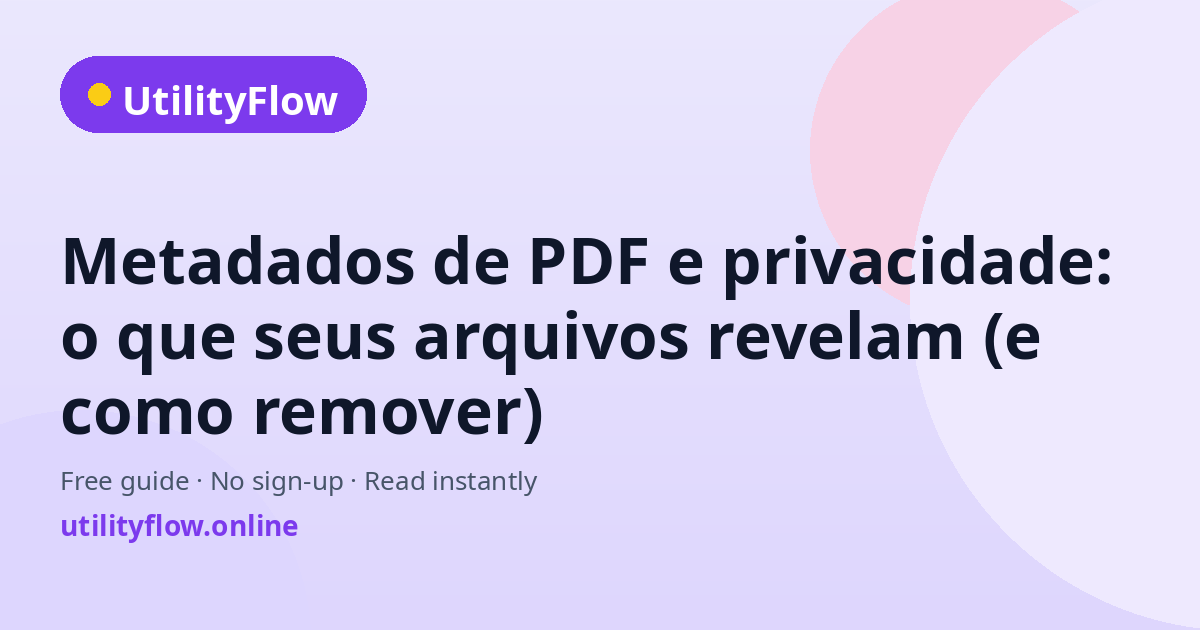 UtilityFlow
Metadados de PDF e privacidade:
o que seus arquivos revelam (e
como remover)
Free guide · No sign-up · Read instantly
utilityflow.online